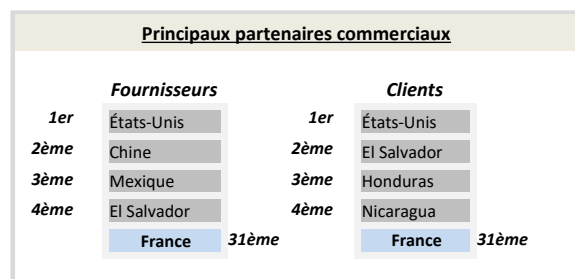 Principaux partenaires commerciaux
Fournisseurs Clients
1er États-Unis 1er États-Unis
2ème Chine 2ème El Salvador
3ème Mexique 3ème Honduras
4ème El Salvador 4ème Nicaragua
France 31ème France 31ème